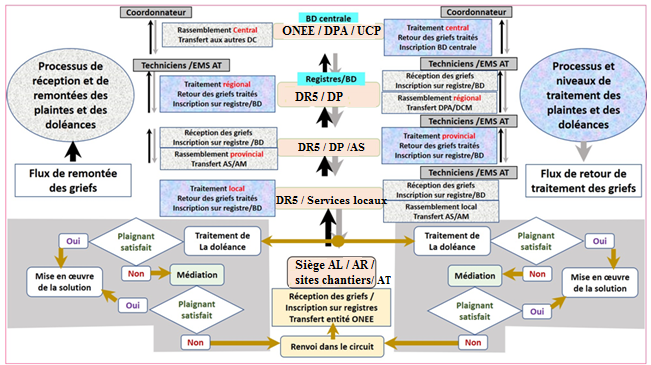 Coordonnateur
BD centrale
Coordonnateur
Rassemblement Central
Transfert aux autres DC
ONEE / DPA / UCP
Traitement central
Retour des griefs traités
Inscription BD centrale
Processus de
réception et de
remontées des
plaintes et des
doléances
Techniciens /EMS AT
Traitement régional
Retour des griefs traités
Inscription sur registre/BD
Registres/BD
DR5 / DP
Techniciens /EMS AT
Réception des griefs
Inscription sur registre/BD
Rassemblement régional
Transfert DPA/DCM
Processus et
niveaux de
traitement des
plaintes et des
doléances
Réception des griefs
Inscription sur registre /BD
Rassemblement provincial
Transfert AS/AM
DR5 / DP /AS
Techniciens /EMS AT
Traitement provincial
Retour des griefs traités
Inscription sur registre/BD
Flux de remontée
des griefs
Traitement local
Retour des griefs traités
Inscription sur registre/BD
DR5 / Services locaux
Techniciens /EMS AT
Réception des griefs
Inscription sur registre/BD
Rassemblement local
Transfert AS/AM
Flux de retour de
traitement des griefs
Oui
Plaignant
satisfait
Traitement de
La doléance
Non
Médiation
Mise en œuvre
de la solution
Oui
Plaignant
satisfait
Non
Siège AL / AR /
sites chantiers/ AT
Réception des griefs /
Inscription sur registres
Transfert entité ONEE
Renvoi dans le circuit
Traitement de
La doléance
Plaignant
satisfait
Oui
Non
Médiation
Mise en œuvre de
la solution
Plaignant
satisfait
Oui
Non